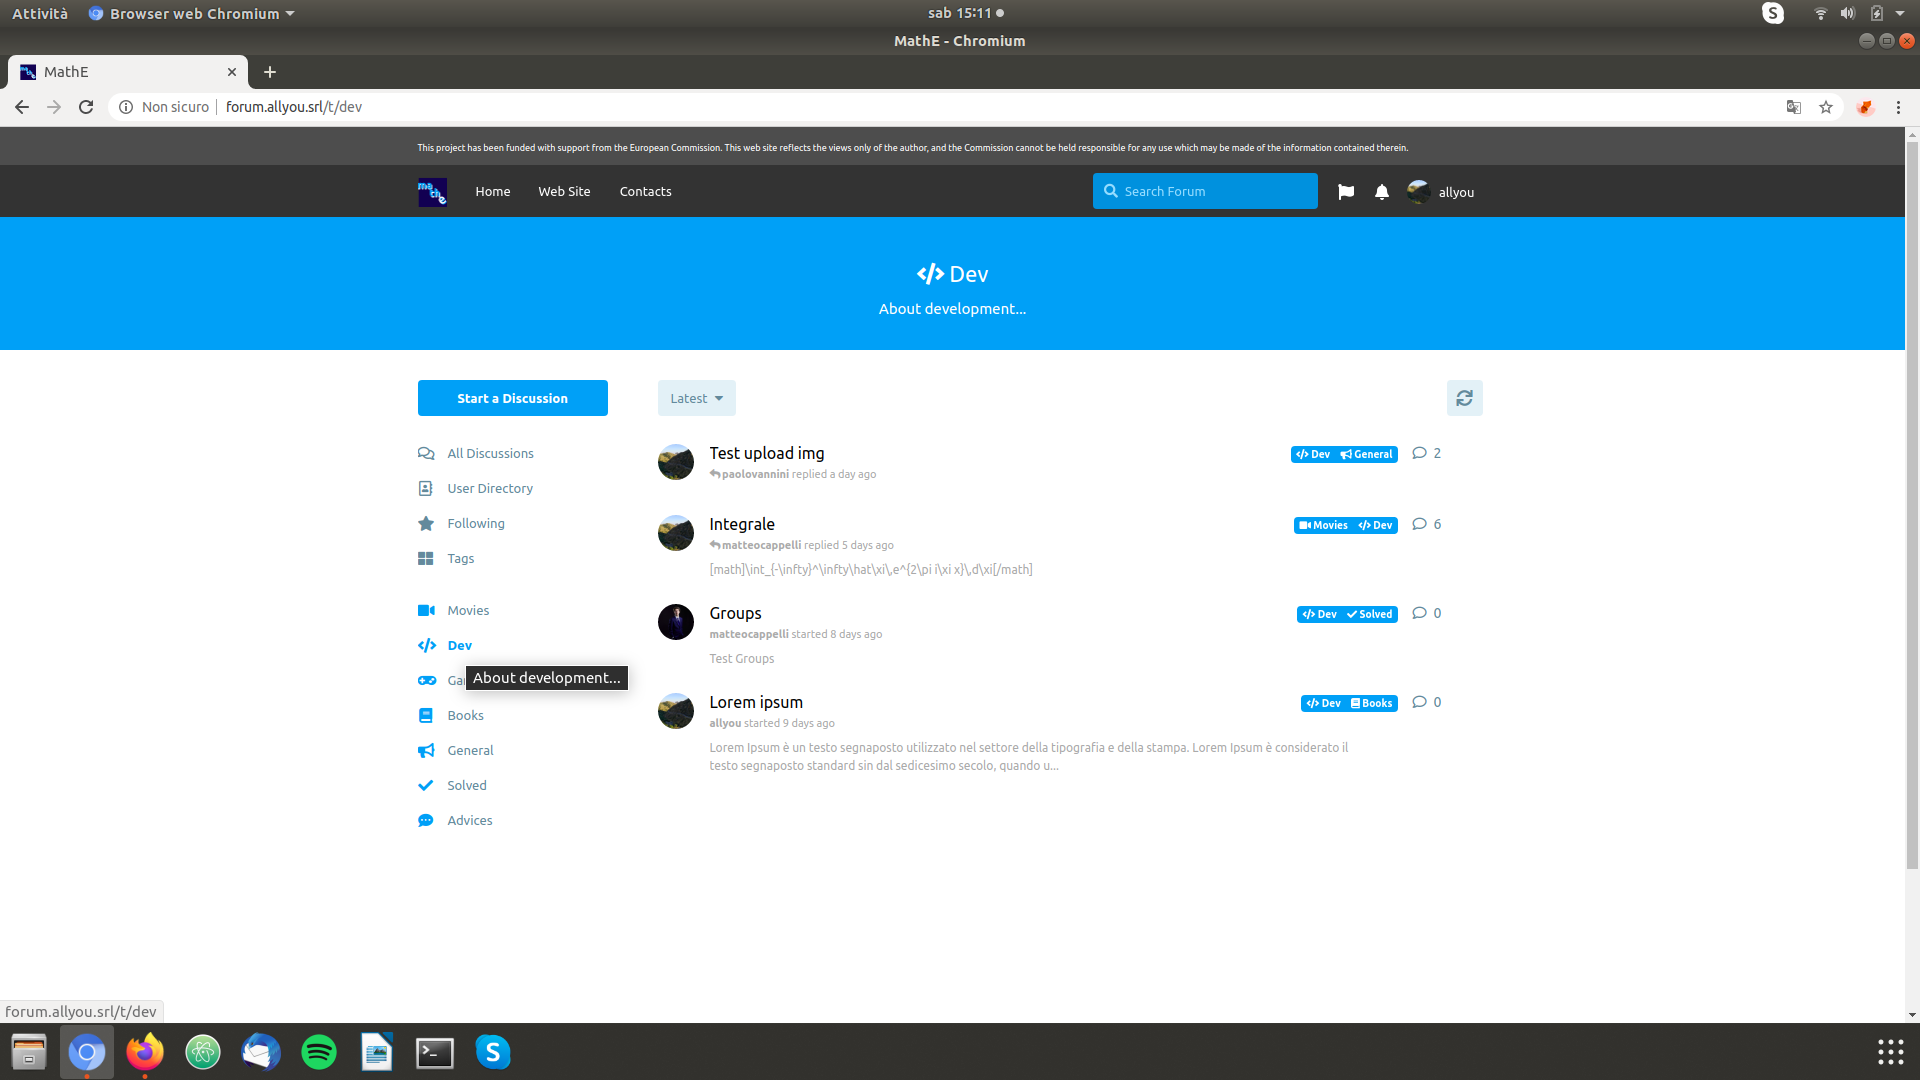 Attività
Browser web Chromium
sab 15:11
MathE - Chromium
MathE
Non sicuro
forum.allyou.srl/t/dev
This project has been funded with support from the European Commission. This web site reflects the views only of the author, and the Commission cannot be held responsible for any use which may be made of the information contained therein.
ma
th
e
Home
Web Site
Contacts
Search Forum
allyou
Dev
About development...
Start a Discussion
Latest
All Discussions
User Directory
Following
Tags
Movies
Dev
Ga
About development...
Books
General
Solved
Advices
Test upload img
paolovannini replied a day ago
Dev General 2
Integrale
matteocappelli replied 5 days ago
[math]\int_{-\infty}^\infty\hat\xi\,e^{2\pi i\xi x}\,d\xi[/math]
Movies Dev 6
Groups
matteocappelli started 8 days ago
Test Groups
Dev Solved 0
Lorem ipsum
allyou started 9 days ago
Lorem Ipsum è un testo segnaposto utilizzato nel settore della tipografia e della stampa. Lorem Ipsum è considerato il
testo segnaposto standard sin dal sedicesimo secolo, quando u...
Dev Books 0
forum.allyou.srl/t/dev